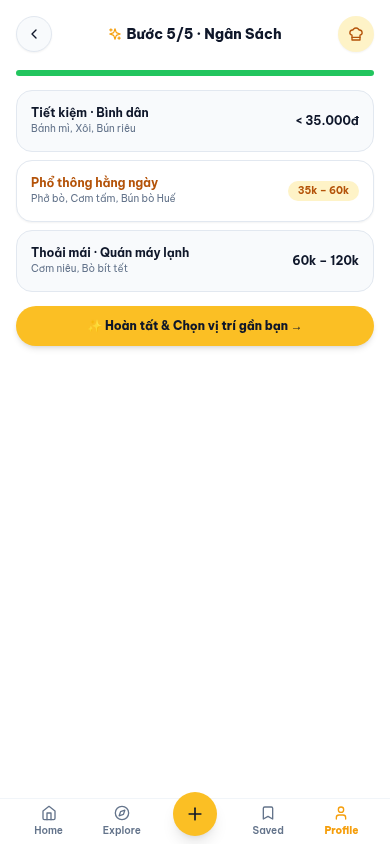 Bước 5/5 · Ngân Sách
Tiết kiệm · Bình dân
Bánh mì, Xôi, Bún riêu
< 35.000đ
Phổ thông hằng ngày
Phở bò, Cơm tấm, Bún bò Huế
35k – 60k
Thoải mái · Quán máy lạnh
Cơm niêu, Bò bít tết
60k – 120k
✨ Hoàn tất & Chọn vị trí gần bạn →
Home
Explore
Saved
Profile